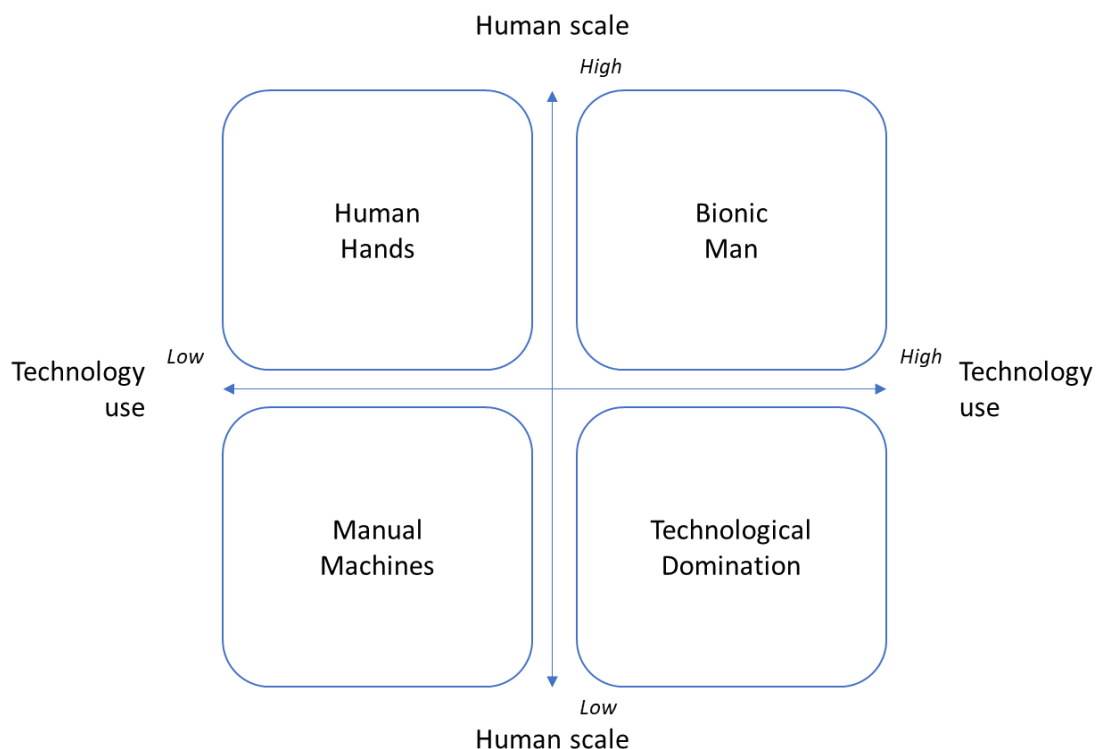 Human scale
High
Human
Hands
Bionic
Man
Low
High
Technology
use
Technology
use
Manual
Machines
Technological
Domination
Low
Human scale